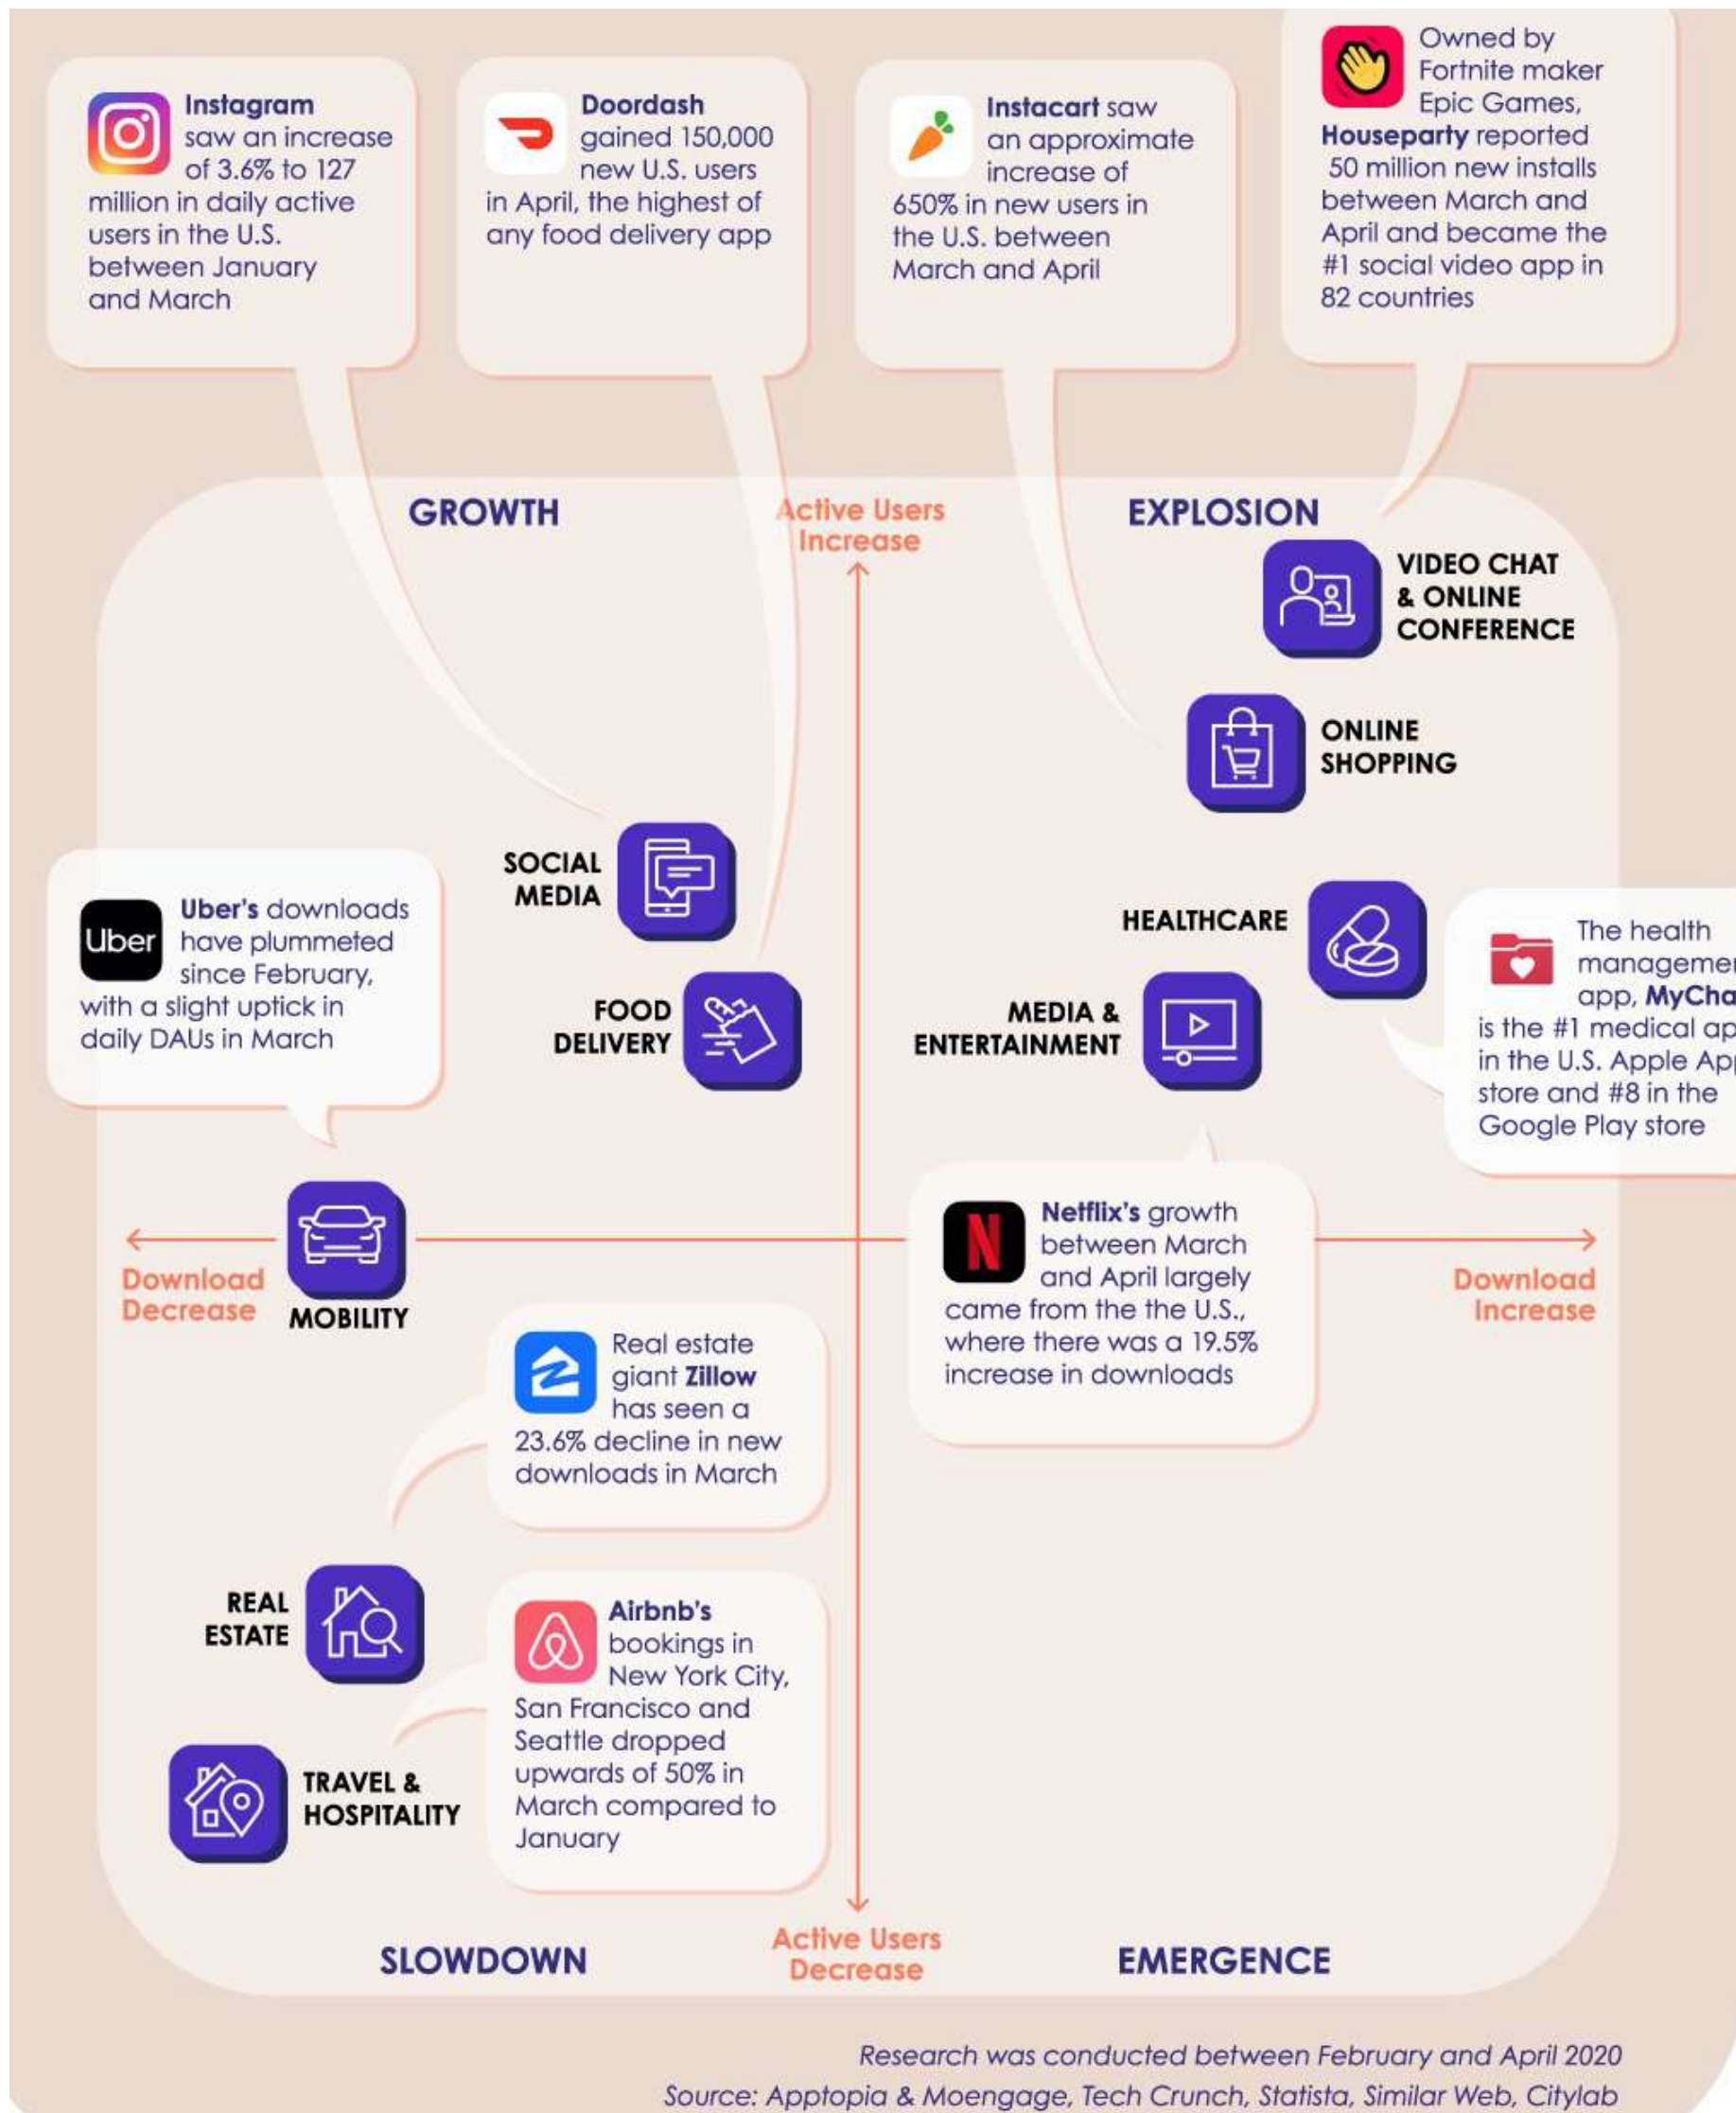 Instagram
saw an increase
of 3.6% to 127
million in daily active
users in the U.S.
between January
and March
Doordash
gained 150,000
new U.S. users
in April, the highest of
any food delivery app
Instacart saw
an approximate
increase of
650% in new users in
the U.S. between
March and April
Owned by
Fortnite maker
Epic Games,
Houseparty reported
50 million new installs
between March and
April and became the
#1 social video app in
82 countries
GROWTH
Active Users
Increase
EXPLOSION
VIDEO CHAT
& ONLINE
CONFERENCE
ONLINE
SHOPPING
SOCIAL
MEDIA
Uber
Uber's downloads
have plummeted
since February,
with a slight uptick in
daily DAUs in March
HEALTHCARE
The health
managemen
app, MyCha
is the #1 medical ap
in the U.S. Apple App
store and #8 in the
Google Play store
FOOD
DELIVERY
MEDIA &
ENTERTAINMENT
Download
Decrease
MOBILITY
Netflix's growth
between March
and April largely
came from the the U.S.,
where there was a 19.5%
increase in downloads
Download
Increase
Real estate
giant Zillow
has seen a
23.6% decline in new
downloads in March
REAL
ESTATE
Airbnb's
bookings in
New York City,
San Francisco and
Seattle dropped
upwards of 50% in
March compared to
January
TRAVEL &
HOSPITALITY
SLOWDOWN
Active Users
Decrease
EMERGENCE
Research was conducted between February and April 2020
Source: Apptopia & Moengage, Tech Crunch, Statista, Similar Web, Citylab